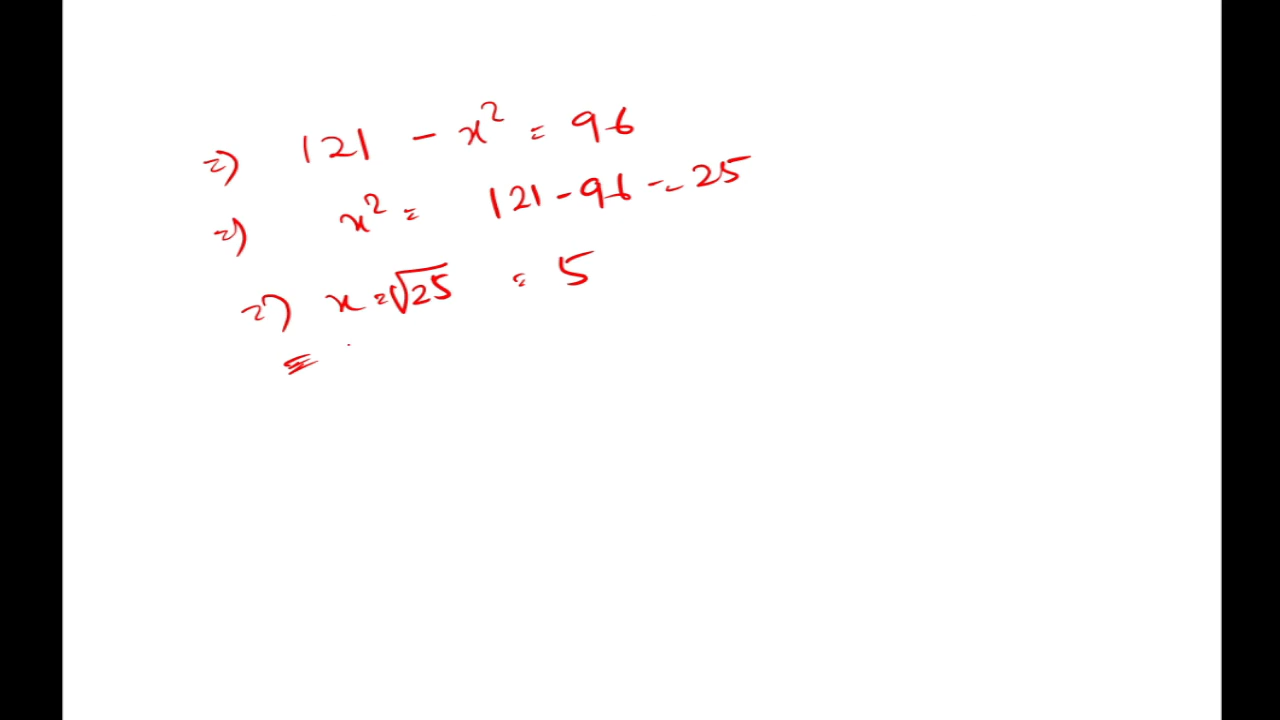 =) 121 - x² = 96
=) x² = 121 - 96 = 25
=) x = √25 = 5